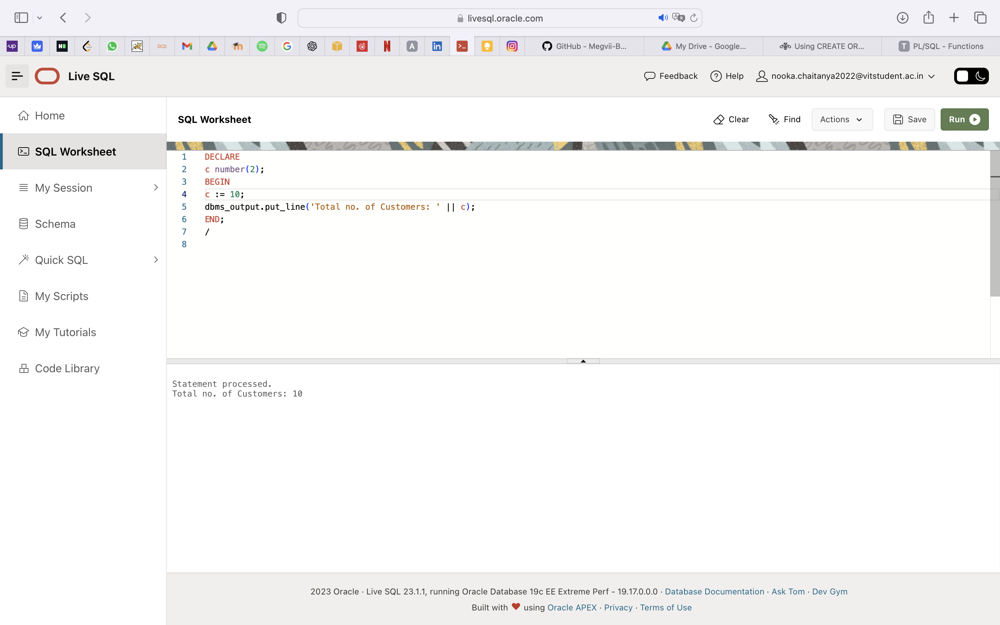 livesql.oracle.com
up
H
DCD
m
G
N
A
in
GitHub - Megvii-B...
My Drive - Google...
Using CREATE OR...
T PL/SQL - Functions
Live SQL
Feedback
Help
nooka.chaitanya2022@vitstudent.ac.in
Home
SQL Worksheet
My Session
Schema
Quick SQL
My Scripts
My Tutorials
Code Library
SQL Worksheet
Clear
Find
Actions
Save
Run
1 DECLARE
2 c number(2);
3 BEGIN
4 c := 10;
5 dbms_output.put_line('Total no. of Customers: ' || c);
6 END;
7 /
8
Statement processed.
Total no. of Customers: 10
2023 Oracle · Live SQL 23.1.1, running Oracle Database 19c EE Extreme Perf - 19.17.0.0.0 · Database Documentation · Ask Tom · Dev Gym
Built with ❤ using Oracle APEX · Privacy · Terms of Use